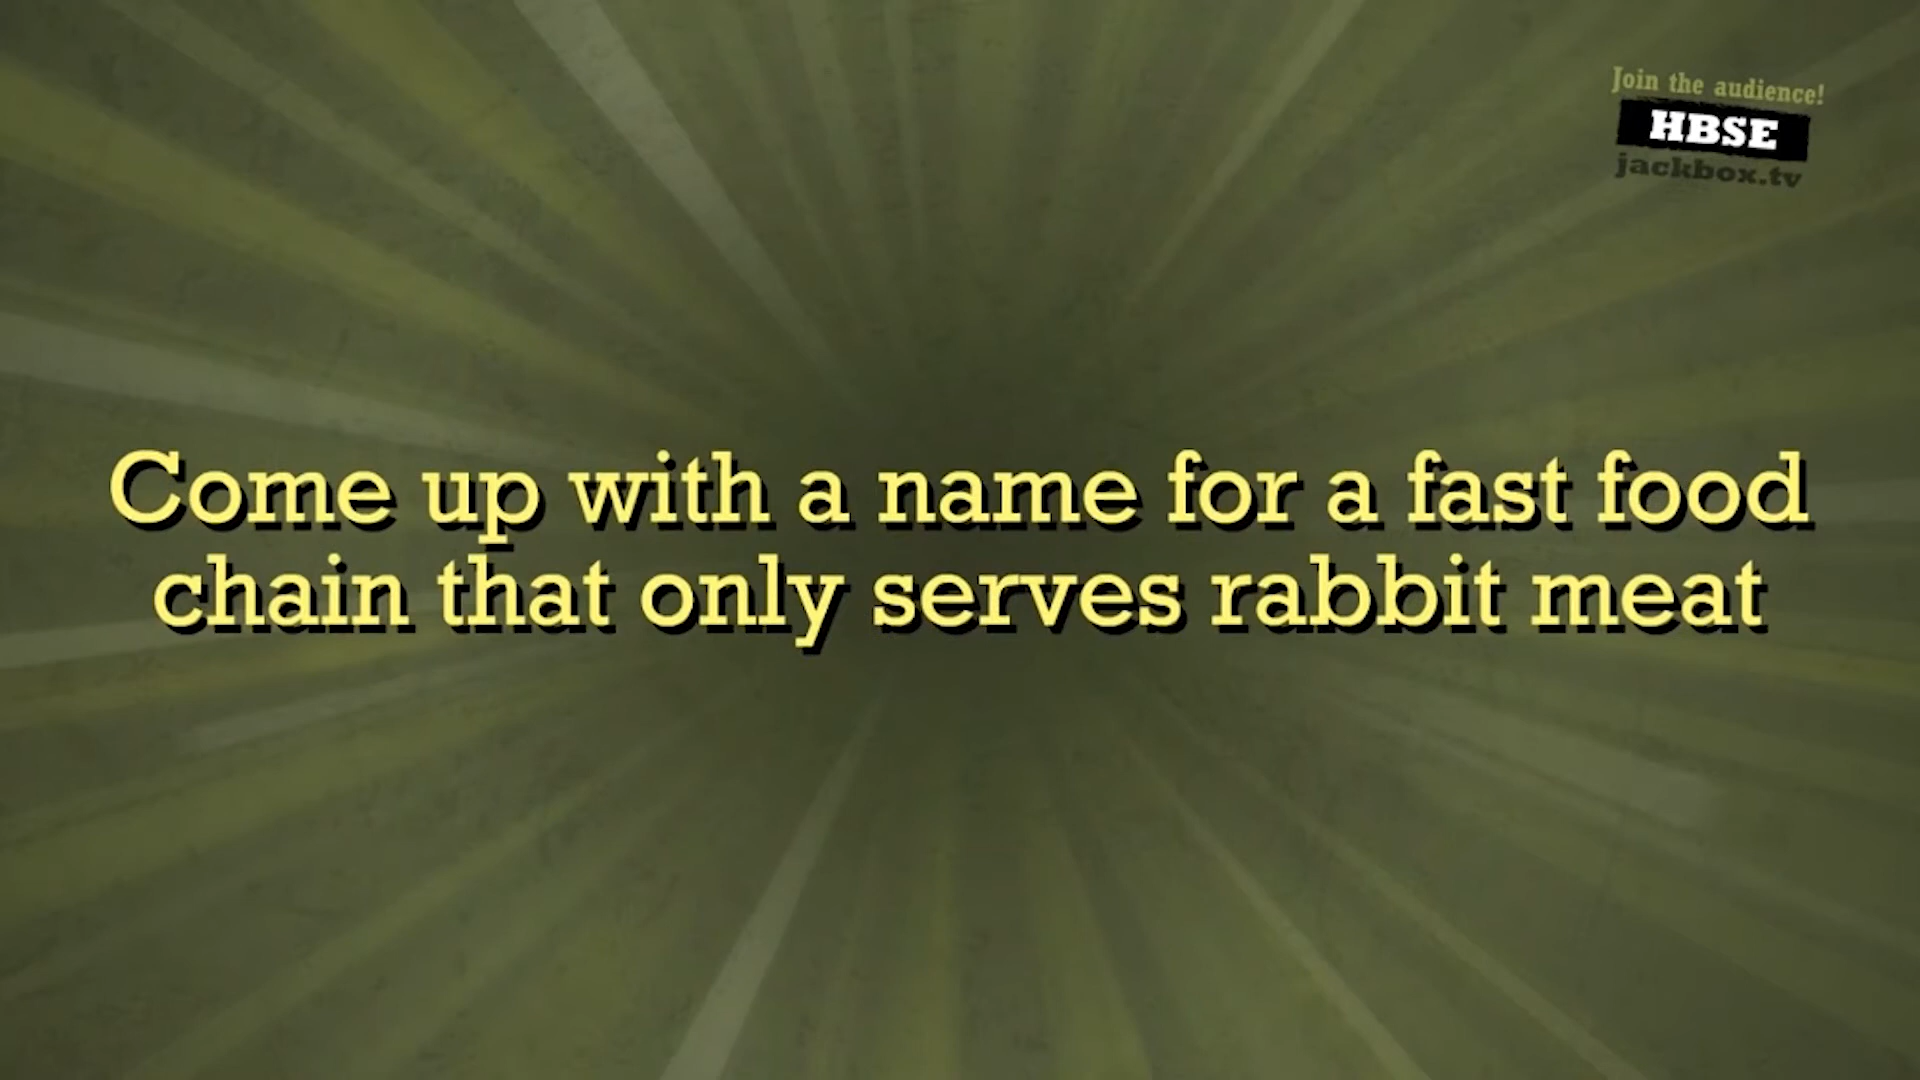 Join the audience!
HBSE
jackbox.tv
Come up with a name for a fast food
chain that only serves rabbit meat